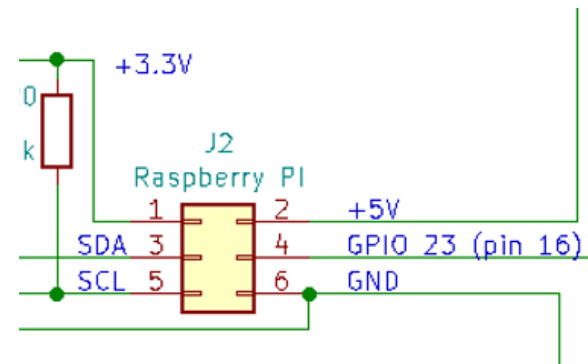 +3.3V
0
k
J2
Raspberry PI
1 2 +5V
SDA 3 4 GPIO 23 (pin 16)
SCL 5 6 GND